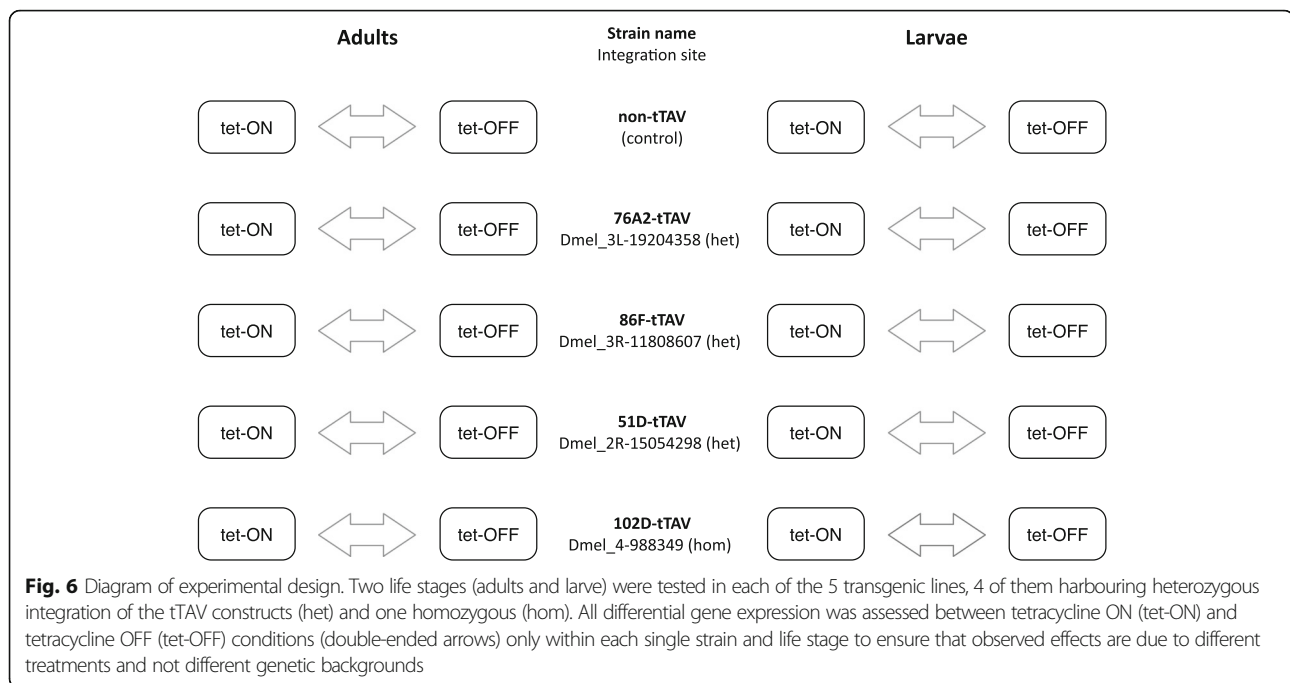 Adults
Strain name
Integration site
Larvae
tet-ON
tet-OFF
non-tTAV
(control)
tet-ON
tet-OFF
tet-ON
tet-OFF
76A2-tTAV
Dmel_3L-19204358 (het)
tet-ON
tet-OFF
tet-ON
tet-OFF
86F-tTAV
Dmel_3R-11808607 (het)
tet-ON
tet-OFF
tet-ON
tet-OFF
51D-tTAV
Dmel_2R-15054298 (het)
tet-ON
tet-OFF
tet-ON
tet-OFF
102D-tTAV
Dmel_4-988349 (hom)
tet-ON
tet-OFF
Fig. 6 Diagram of experimental design. Two life stages (adults and larve) were tested in each of the 5 transgenic lines, 4 of them harbouring heterozygous
integration of the tTAV constructs (het) and one homozygous (hom). All differential gene expression was assessed between tetracycline ON (tet-ON) and
tetracycline OFF (tet-OFF) conditions (double-ended arrows) only within each single strain and life stage to ensure that observed effects are due to different
treatments and not different genetic backgrounds